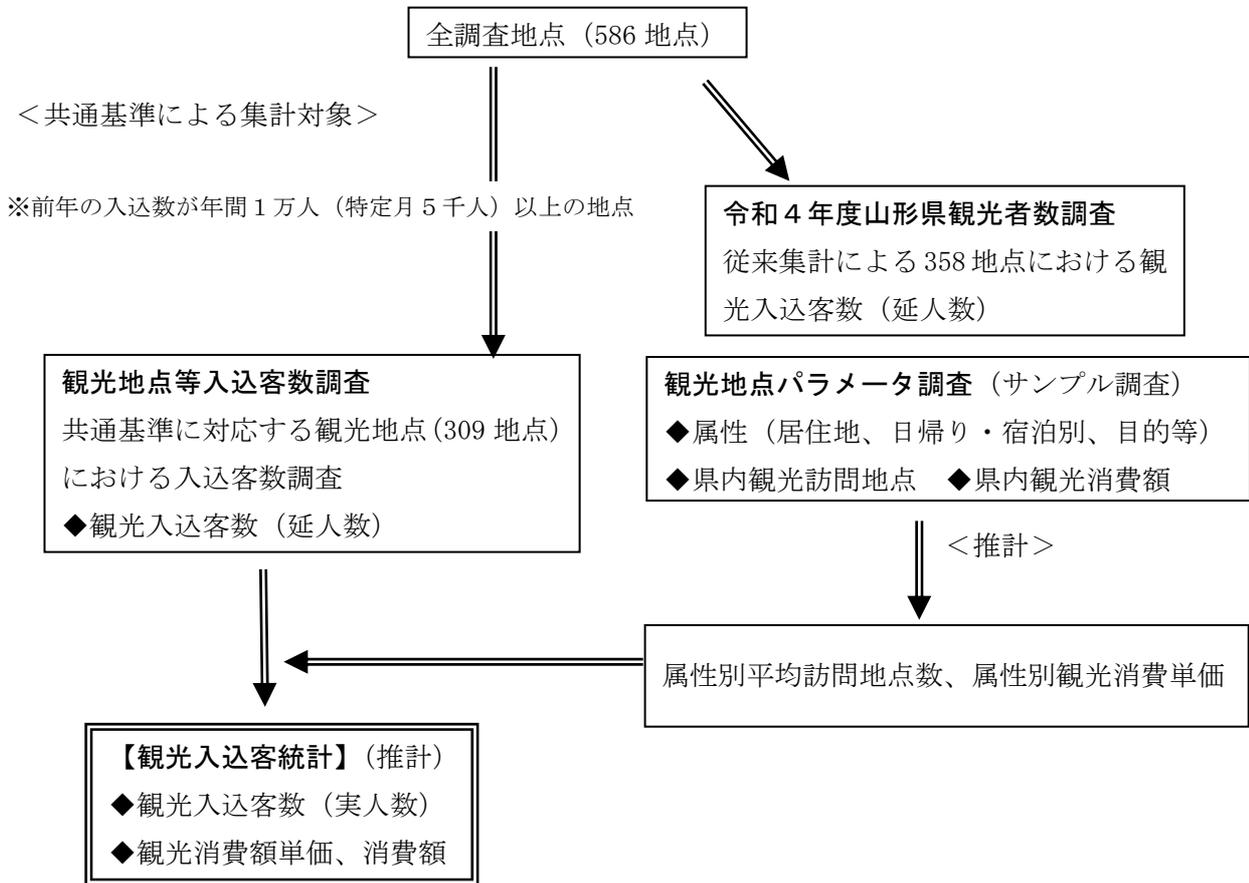 全調査地点（586 地点）
＜共通基準による集計対象＞
※前年の入込数が年間１万人（特定月５千人）以上の地点
令和４年度山形県観光者数調査
従来集計による 358 地点における観
光入込客数（延人数）
観光地点等入込客数調査
共通基準に対応する観光地点(309 地点)
における入込客数調査
◆観光入込客数（延人数）
観光地点パラメータ調査（サンプル調査）
◆属性（居住地、日帰り・宿泊別、目的等）
◆県内観光訪問地点　◆県内観光消費額
＜推計＞
属性別平均訪問地点数、属性別観光消費単価
【観光入込客統計】（推計）
◆観光入込客数（実人数）
◆観光消費額単価、消費額